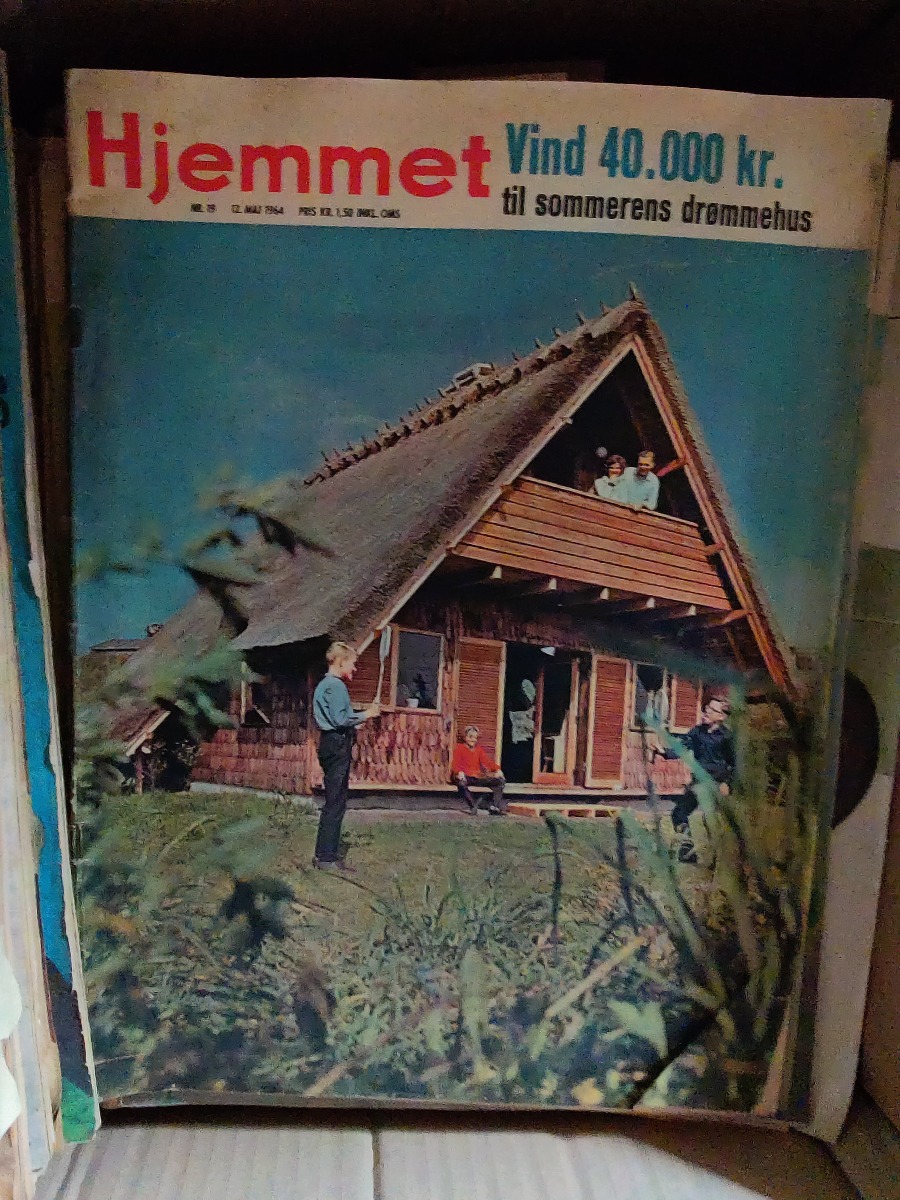 Hjemmet
NR. 19 12. MAJ 1964 PRIS KR. 1,50 INKL. OMS
Vind 40.000 kr.
til sommerens drømmehus